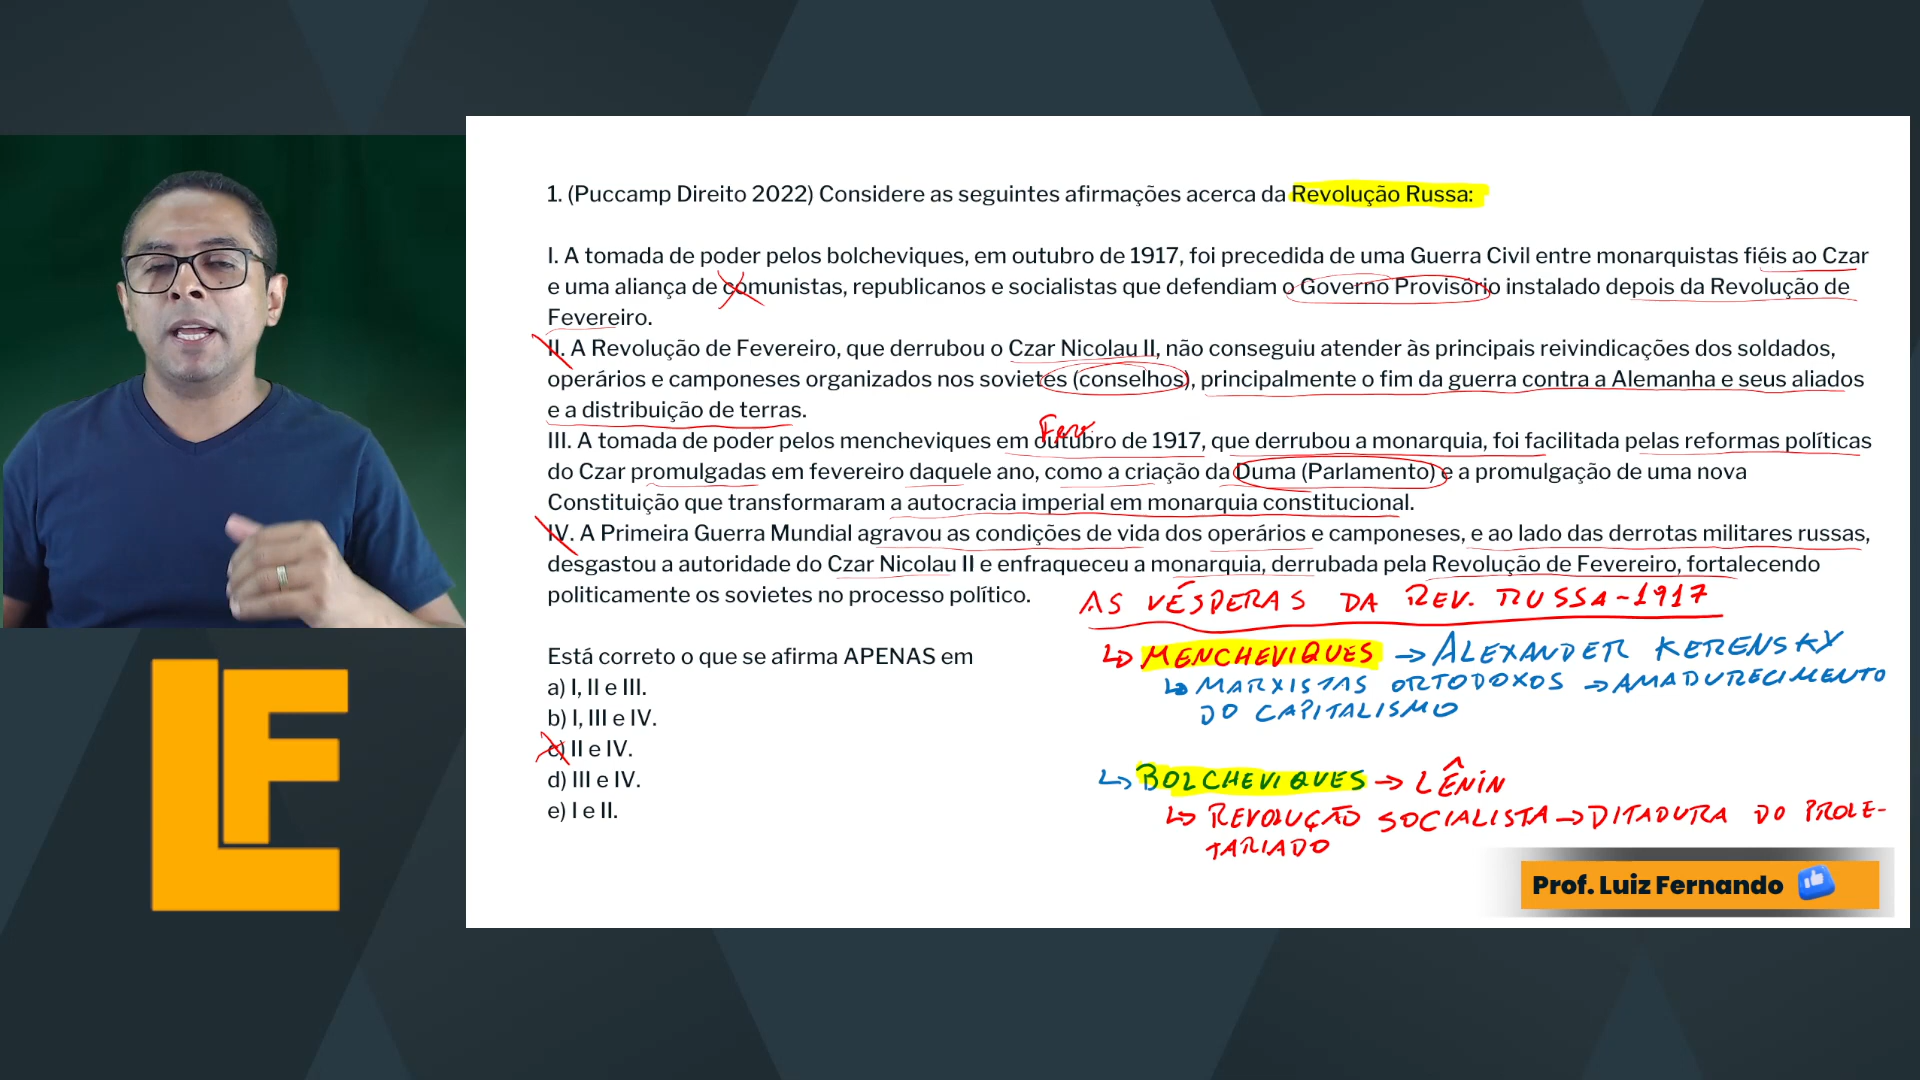 1. (Puccamp Direito 2022) Considere as seguintes afirmações acerca da Revolução Russa:
I. A tomada de poder pelos bolcheviques, em outubro de 1917, foi precedida de uma Guerra Civil entre monarquistas fiéis ao Czar
e uma aliança de comunistas, republicanos e socialistas que defendiam o Governo Provisório instalado depois da Revolução de
Fevereiro.
II. A Revolução de Fevereiro, que derrubou o Czar Nicolau II, não conseguiu atender às principais reivindicações dos soldados,
operários e camponeses organizados nos soviets (conselhos), principalmente o fim da guerra contra a Alemanha e seus aliados
e a distribuição de terras.
Fev.
III. A tomada de poder pelos mencheviques em outubro de 1917, que derrubou a monarquia, foi facilitada pelas reformas políticas
do Czar promulgadas em fevereiro daquele ano, como a criação da Duma (Parlamento) e a promulgação de uma nova
Constituição que transformaram a autocracia imperial em monarquia constitucional.
IV. A Primeira Guerra Mundial agravou as condições de vida dos operários e camponeses, e ao lado das derrotas militares russas,
desgastou a autoridade do Czar Nicolau II e enfraqueceu a monarquia, derrubada pela Revolução de Fevereiro, fortalecendo
politicamente os sovietes no processo político.
AS VÉSPERAS DA REV. RUSSA-1917
MENCHEVIQUES → ALEXANDER KERENSKY
MARXISTAS ORTODOXOS → AMADURECIMENTO
DO CAPITALISMO
BOLCHEVIQUES → LÊNIN
REVOLUÇÃO SOCIALISTA → DITADURA DO PROLE-
TARIADO
Está correto o que se afirma APENAS em
a) I, II e III.
b) I, III e IV.
c) II e IV.
d) III e IV.
e) I e II.
LF
Prof. Luiz Fernando